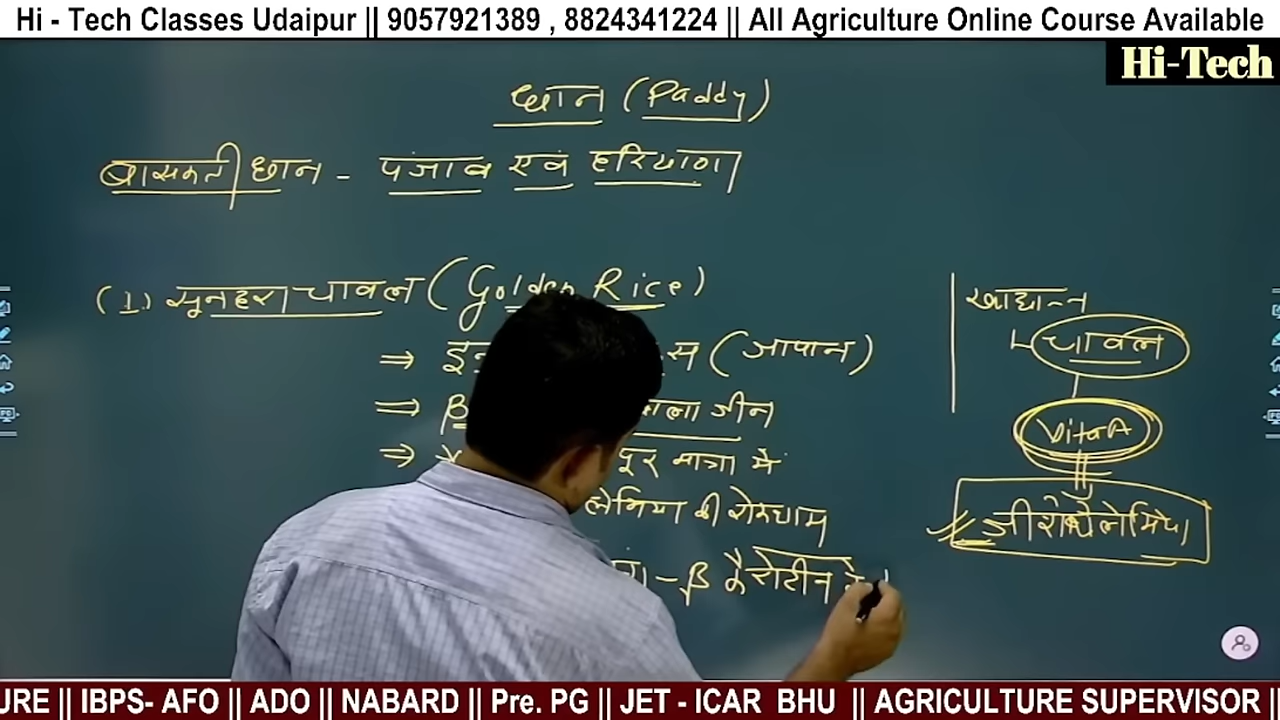 Hi - Tech Classes Udaipur || 9057921389 , 8824341224 || All Agriculture Online Course Available
Hi-Tech
धान (Paddy)
बासमती धान - पंजाब एवं हरियाणा
(1.) सुनहरा चावल (Golden Rice)
⇒ (जापान)
⇒ β वाला जीन
⇒ मात्रा में
की रोकथाम
- β कैरोटीन के
खाद्यान्न
चावल
Vit A
जीरोप्थेलेमिया
URE || IBPS- AFO || ADO || NABARD || Pre. PG || JET - ICAR BHU || AGRICULTURE SUPERVISOR |